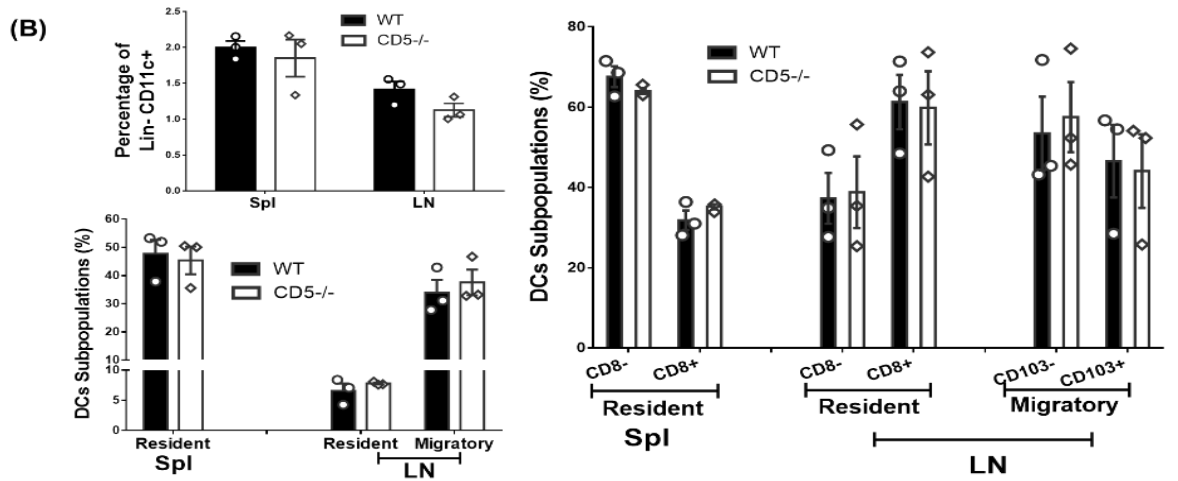 (B)
Percentage of
Lin- CD11c+
2.5
2.0
1.5
1.0
0.5
0.0
WT
CD5-/-
Spl
LN
DCs Subpopulations (%)
60
50
40
30
20
10
10
5
0
WT
CD5-/-
Resident
Resident
Migratory
Spl
LN
DCs Subpopulations (%)
80
60
40
20
0
WT
CD5-/-
CD8-
CD8+
CD8-
CD8+
CD103-
CD103+
Resident
Resident
Migratory
Spl
LN